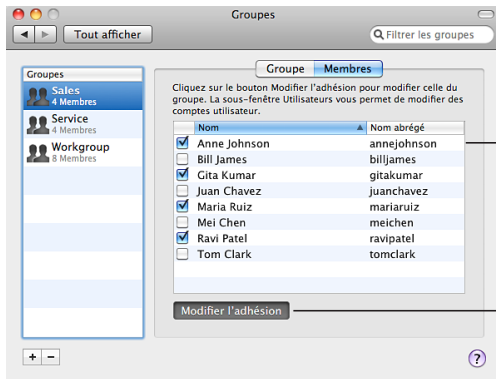 Groupes
Tout afficher
Filtrer les groupes
Groupes
Sales
4 Membres
Service
4 Membres
Workgroup
8 Membres
Groupe Membres
Cliquez sur le bouton Modifier l'adhésion pour modifier celle du
groupe. La sous-fenêtre Utilisateurs vous permet de modifier des
comptes utilisateur.
Nom Nom abrégé
Anne Johnson annejohnson
Bill James billjames
Gita Kumar gitakumar
Juan Chavez juanchavez
Maria Ruiz mariaruiz
Mei Chen meichen
Ravi Patel ravipatel
Tom Clark tomclark
Modifier l'adhésion
+ − ?